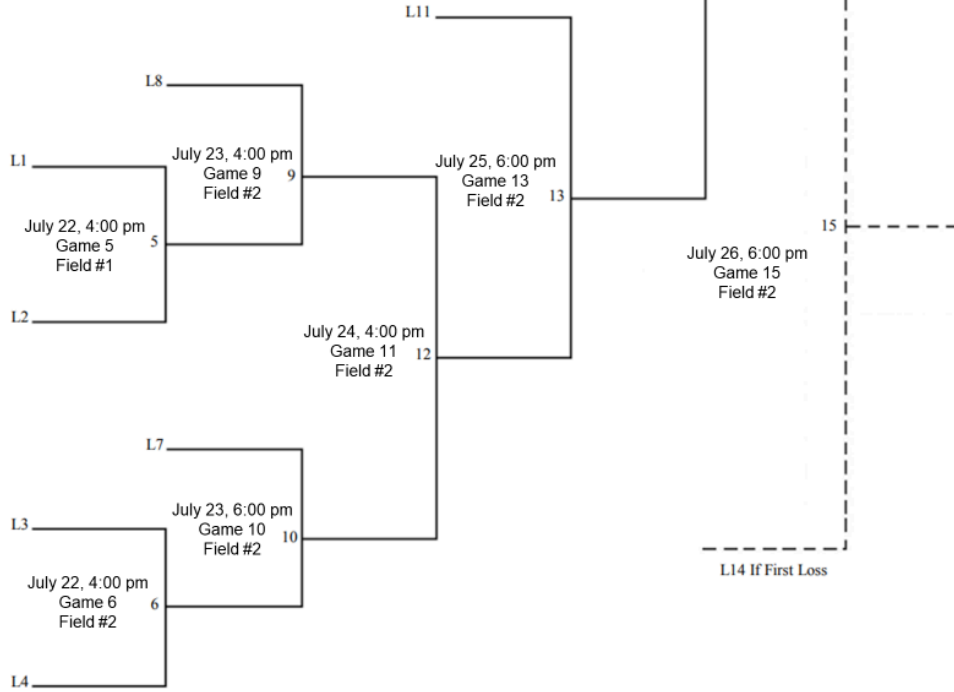 L11
L8
L1
July 23, 4:00 pm
Game 9
Field #2
9
July 25, 6:00 pm
Game 13
Field #2
13
July 22, 4:00 pm
Game 5
Field #1
5
15
July 26, 6:00 pm
Game 15
Field #2
L2
July 24, 4:00 pm
Game 11
Field #2
12
L7
L3
July 23, 6:00 pm
Game 10
Field #2
10
L14 If First Loss
July 22, 4:00 pm
Game 6
Field #2
6
L4